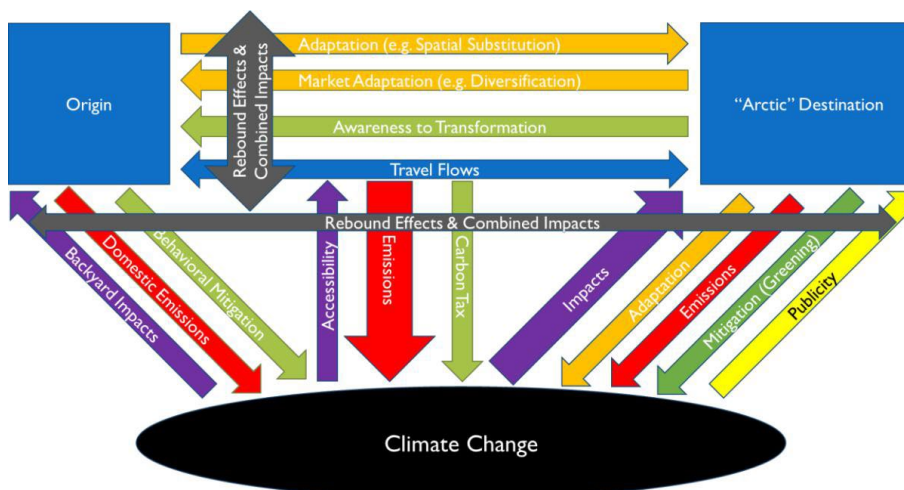 Adaptation (e.g. Spatial Substitution)
Market Adaptation (e.g. Diversification)
Origin
Rebound Effects &
Combined Impacts
"Arctic" Destination
Awareness to Transformation
Travel Flows
Rebound Effects & Combined Impacts
Backyard Impacts
Domestic Emissions
Behavioral Mitigation
Accessibility
Emissions
Carbon Tax
Impacts
Adaptation
Emissions
Mitigation (Greening)
Publicity
Climate Change